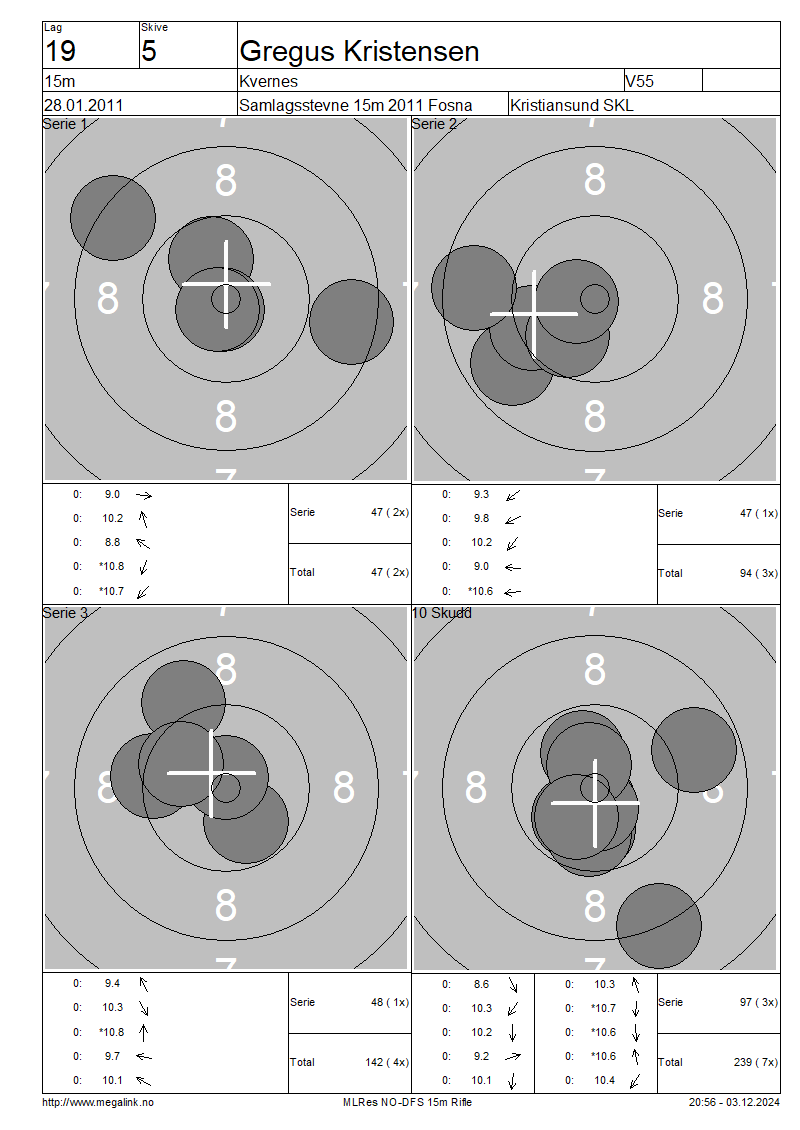 Lag Skive
19 5 Gregus Kristensen
15m Kvernes V55
28.01.2011 Samlagsstevne 15m 2011 Fosna Kristiansund SKL
Serie 1 Serie 2
7 7
8 8
7 8 7 8 8
8 8
7 7
0: 9.0
0: 10.2
0: 8.8
0: *10.8
0: *10.7
Serie 47 ( 2x)
Total 47 ( 2x)
0: 9.3
0: 9.8
0: 10.2
0: 9.0
0: *10.6
Serie 47 ( 1x)
Total 94 ( 3x)
Serie 3 10 Skudd
7 7
8 8
8 8 7 8 8
8 8
7 7
0: 9.4
0: 10.3
0: *10.8
0: 9.7
0: 10.1
Serie 48 ( 1x)
Total 142 ( 4x)
0: 8.6 0: 10.3
0: 10.3 0: *10.7
0: 10.2 0: *10.6
0: 9.2 0: *10.6
0: 10.1 0: 10.4
Serie 97 ( 3x)
Total 239 ( 7x)
http://www.megalink.no MLRes NO-DFS 15m Rifle 20:56 - 03.12.2024